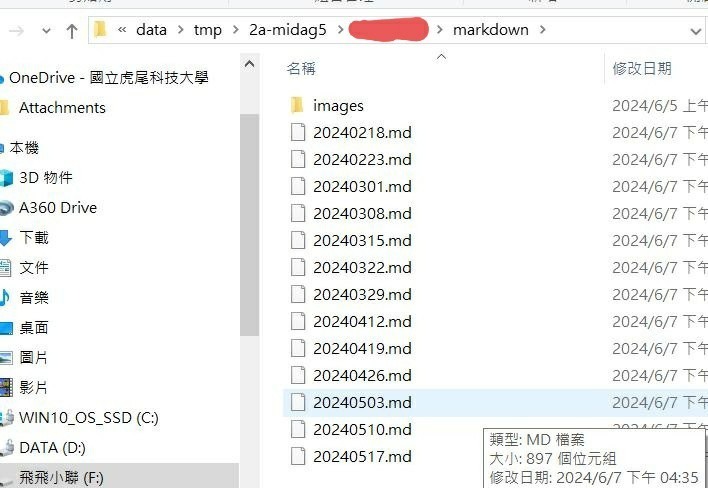 « data › tmp › 2a-midag5 › › markdown ›
OneDrive - 國立虎尾科技大學
Attachments
本機
3D 物件
A360 Drive
下載
文件
音樂
桌面
圖片
影片
WIN10_OS_SSD (C:)
DATA (D:)
飛飛小聯 (F:)
名稱 修改日期
images 2024/6/5 上午
20240218.md 2024/6/7 下午
20240223.md 2024/6/7 下午
20240301.md 2024/6/7 下午
20240308.md 2024/6/7 下午
20240315.md 2024/6/7 下午
20240322.md 2024/6/7 下午
20240329.md 2024/6/7 下午
20240412.md 2024/6/7 下午
20240419.md 2024/6/7 下午
20240426.md 2024/6/7 下午
20240503.md 2024/6/7 下午
20240510.md
20240517.md
類型: MD 檔案
大小: 897 個位元組
修改日期: 2024/6/7 下午 04:35